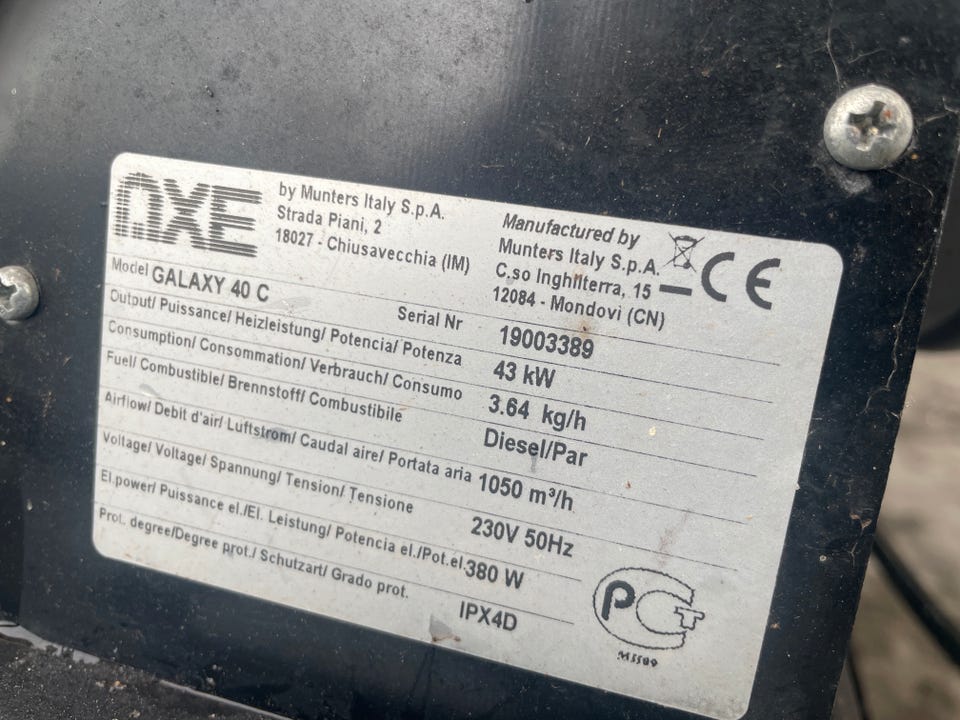 AXE
by Munters Italy S.p.A.
Strada Piani, 2
18027 - Chiusavecchia (IM)
Manufactured by
Munters Italy S.p.A.
C.so Inghilterra, 15
12084 - Mondovì (CN)
CE
Model GALAXY 40 C
Serial Nr 19003389
Output/ Puissance/ Heizleistung/ Potencia/ Potenza 43 kW
Consumption/ Consommation/ Verbrauch/ Consumo 3.64 kg/h
Fuel/ Combustible/ Brennstoff/ Combustibile Diesel/Par
Airflow/ Debit d'air/ Luftstrom/ Caudal aire/ Portata aria 1050 m³/h
Voltage/ Voltage/ Spannung/ Tension/ Tensione 230V 50Hz
El.power/ Puissance el./El. Leistung/ Potencia el./Pot.el. 380 W
Prot. degree/Degree prot./ Schutzart/ Grado prot. IPX4D
РСТ